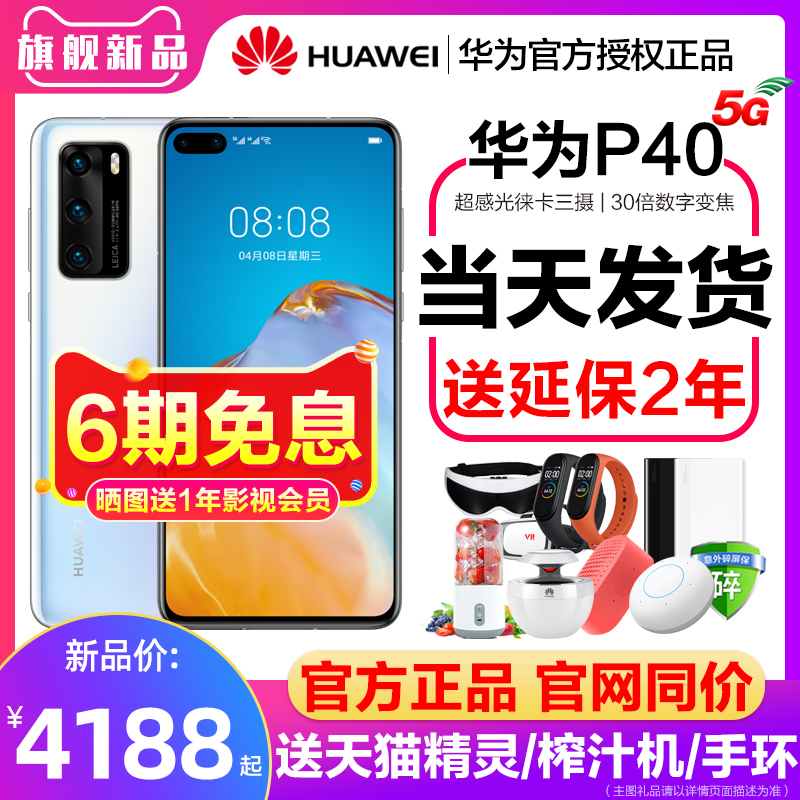 旗舰新品
HUAWEI
华为官方授权正品
5G
华为P40
超感光徕卡三摄 | 30倍数字变焦
08:08
04月08日星期三
LEICA
当天发货
送延保2年
6期免息
晒图送1年影视会员
HUAWEI
02:00
02:00
VR
意外碎屏保
碎
新品价:
¥4188起
官方正品 官网同价
送天猫精灵/榨汁机/手环
(主图礼品请以详情页面描述为准)